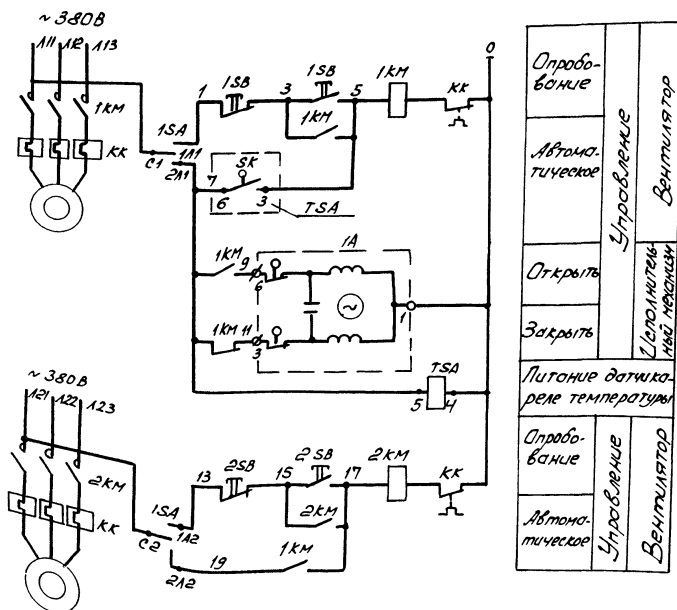 ~ 380В
Л11 Л12 Л13
1КМ
КК
С1
1SA
1Л1
2Л1
1
1SB
3
1SB
5
1КМ
КК
0
1КМ
7
SK
6
3
TSA
1А
1КМ
9
6
1КМ
11
3
~
1
TSA
5
4
~ 380В
Л21 Л22 Л23
2КМ
КК
С2
1SA
1Л2
2Л2
13
2SB
15
2SB
17
2КМ
КК
2КМ
19
1КМ
Опробо-
вание
Автома-
тическое
Открыть
Закрыть
Управление
Вентилятор
Исполнитель-
ный механизм
Питание датчика-
реле температуры
Опробо-
вание
Автома-
тическое
Управление
Вентилятор